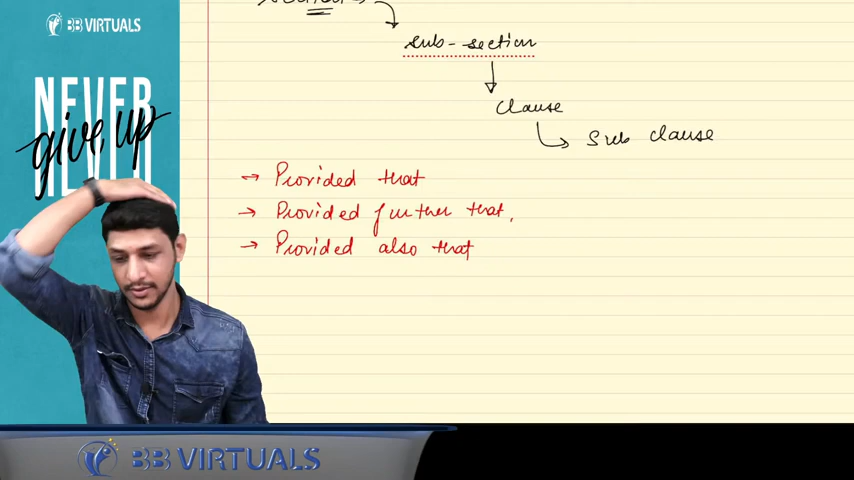 BB VIRTUALS
NEVER
give up
NEVER
sub-section
Clause
Sub clause
→ Provided that
→ Provided further that,
→ Provided also that
BB VIRTUALS